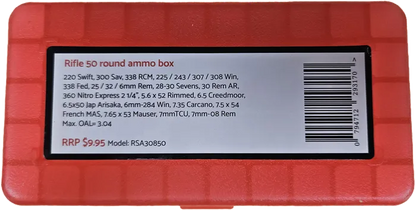 Rifle 50 round ammo box
220 Swift, 300 Sav, 338 RCM, 225 / 243 / 307 / 308 Win,
338 Fed, 25 / 32 / 6mm Rem, 28-30 Sevens, 30 Rem AR,
360 Nitro Express 2 1/4", 5.6 x 52 Rimmed, 6.5 Creedmoor,
6.5x50 Jap Arisaka, 6mm-284 Win, 7.35 Carcano, 7.5 x 54
French MAS, 7.65 x 53 Mauser, 7mmTCU, 7mm-08 Rem
Max. OAL= 3.04
RRP $9.95 Model: RSA30850
0 794712 293170 >